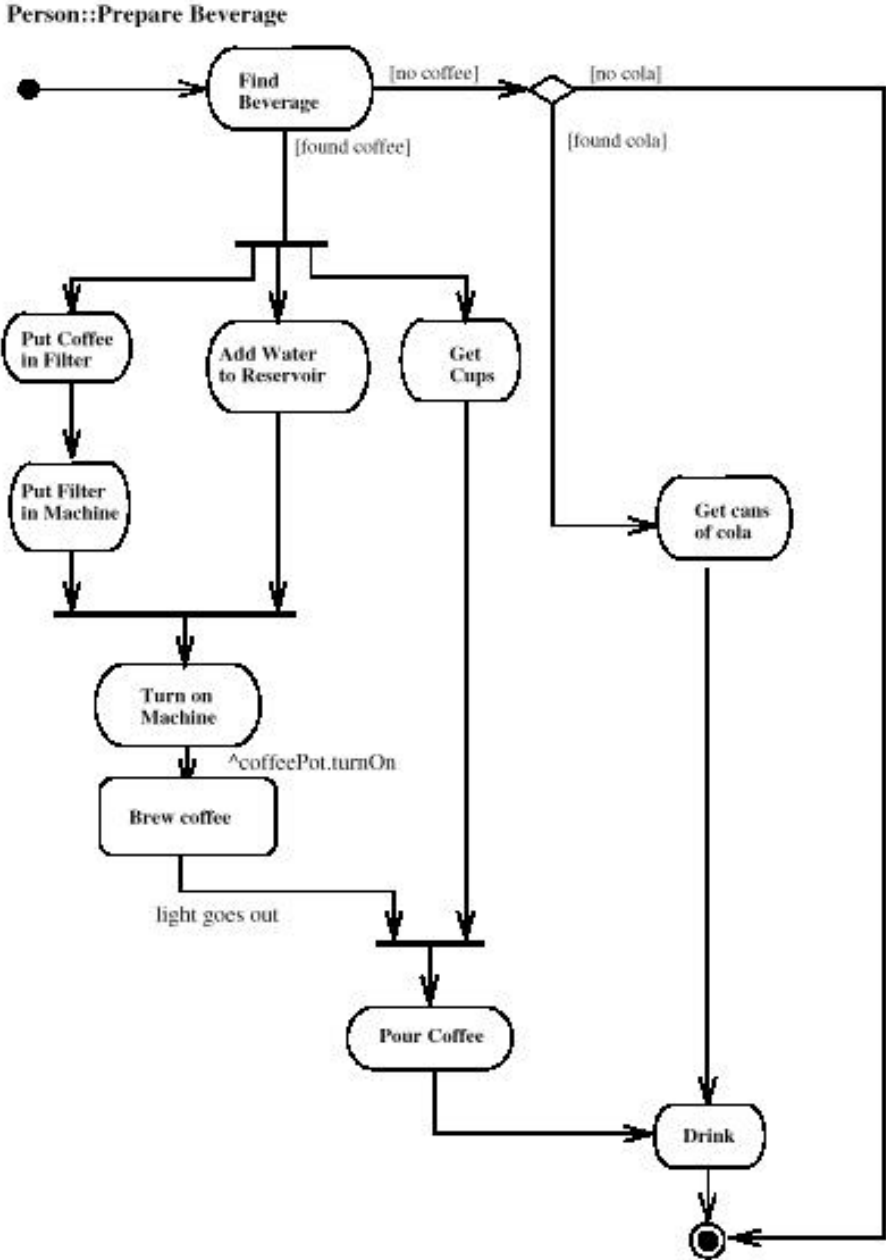 Person::Prepare Beverage
Find
Beverage
[no coffee]
[no cola]
[found coffee]
[found cola]
Put Coffee
in Filter
Add Water
to Reservoir
Get
Cups
Put Filter
in Machine
Get cans
of cola
Turn on
Machine
^coffeePot.turnOn
Brew coffee
light goes out
Pour Coffee
Drink